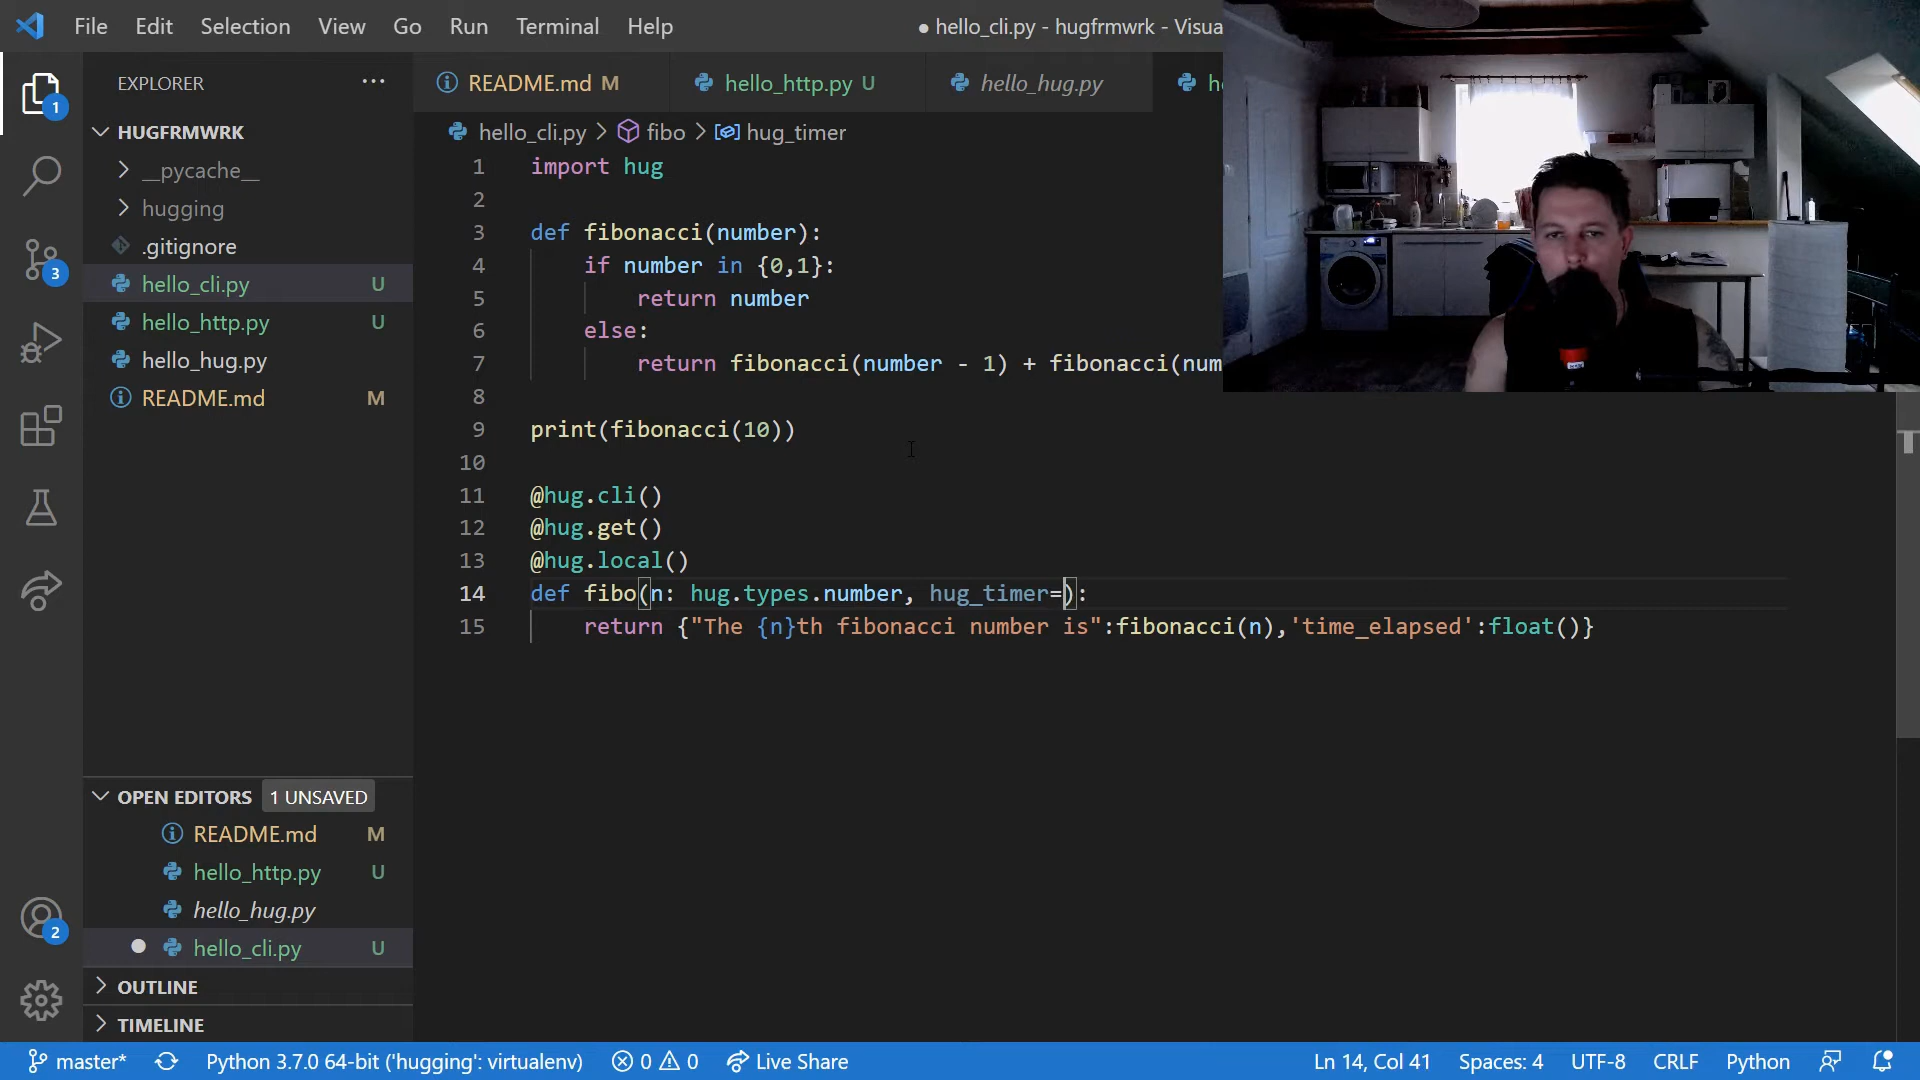 File Edit Selection View Go Run Terminal Help
● hello_cli.py - hugfrmwrk - Visua
EXPLORER ···
README.md M
hello_http.py U
hello_hug.py
1
HUGFRMWRK
__pycache__
hugging
.gitignore
hello_cli.py U
hello_http.py U
hello_hug.py
README.md M
3
hello_cli.py > fibo > hug_timer
1 import hug
2
3 def fibonacci(number):
4 if number in {0,1}:
5 return number
6 else:
7 return fibonacci(number - 1) + fibonacci(num
8
9 print(fibonacci(10))
10
11 @hug.cli()
12 @hug.get()
13 @hug.local()
14 def fibo(n: hug.types.number, hug_timer=):
15 return {"The {n}th fibonacci number is":fibonacci(n),'time_elapsed':float()}
OPEN EDITORS 1 UNSAVED
README.md M
hello_http.py U
hello_hug.py
hello_cli.py U
2
OUTLINE
TIMELINE
master* Python 3.7.0 64-bit ('hugging': virtualenv) 0 0 Live Share Ln 14, Col 41 Spaces: 4 UTF-8 CRLF Python